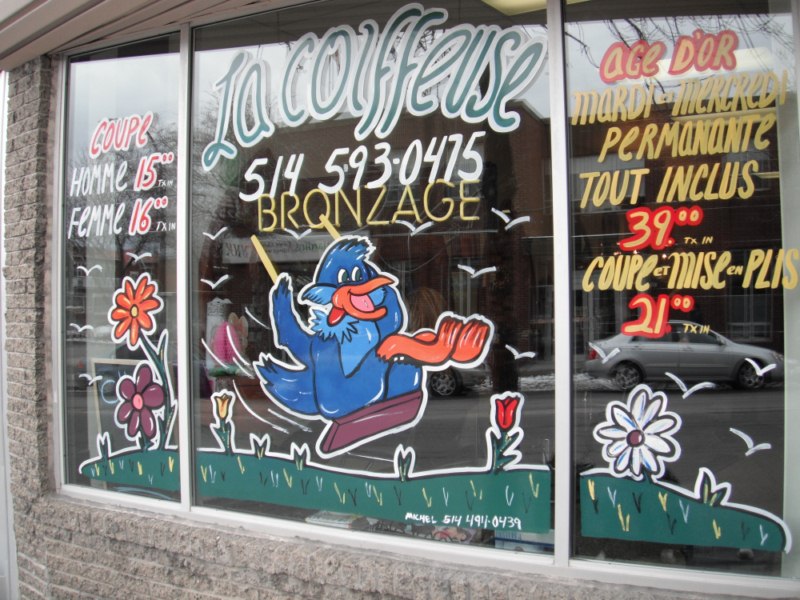 COUPE
HOMME 15.00 TX IN
FEMME 16.00 TX IN
La COIFFEUSE
514 593-0475
BRONZAGE
MICHEL 514 494-0439
AGE D'OR
MARDI et MERCREDI
PERMANANTE
TOUT INCLUS
39.00 TX IN
COUPE et MISE en PLIS
21.00 TX IN